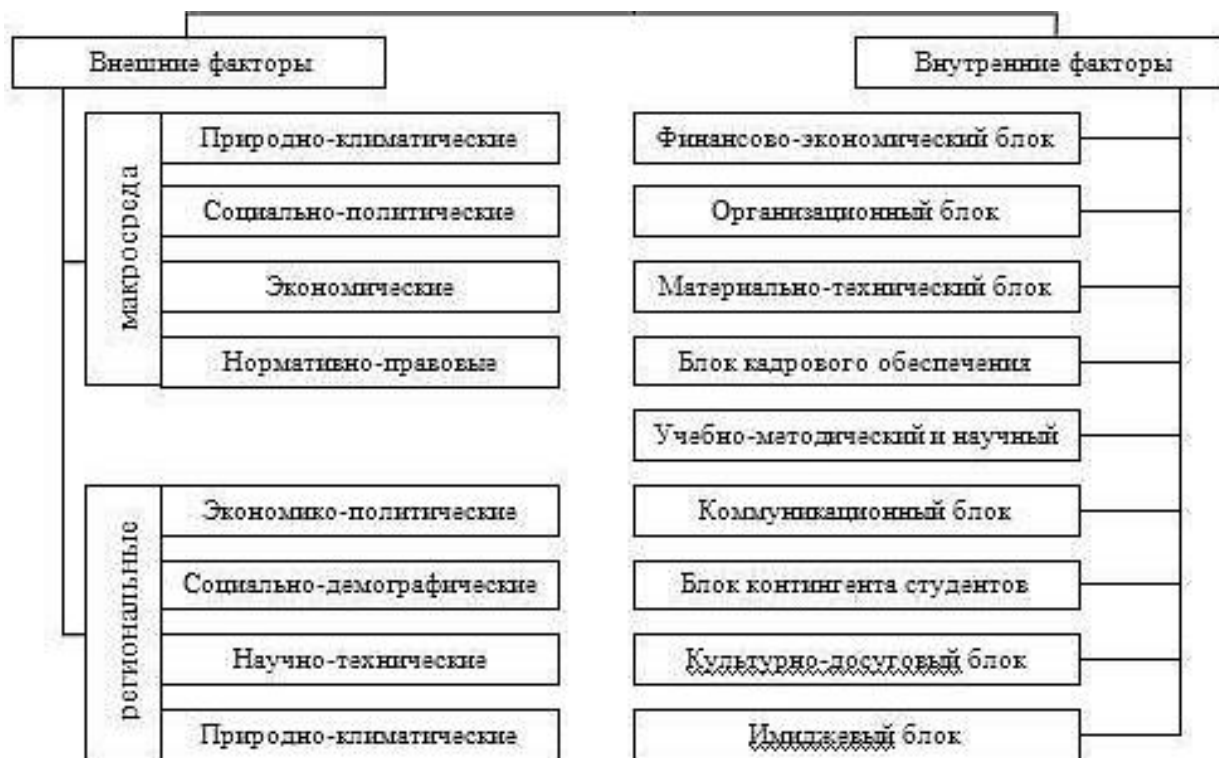 Внешние факторы
Внутренние факторы
макросреда
Природно-климатические
Социально-политические
Экономические
Нормативно-правовые
региональные
Экономико-политические
Социально-демографические
Научно-технические
Природно-климатические
Финансово-экономический блок
Организационный блок
Материально-технический блок
Блок кадрового обеспечения
Учебно-методический и научный
Коммуникационный блок
Блок контингента студентов
Культурно-досуговый блок
Имиджевый блок